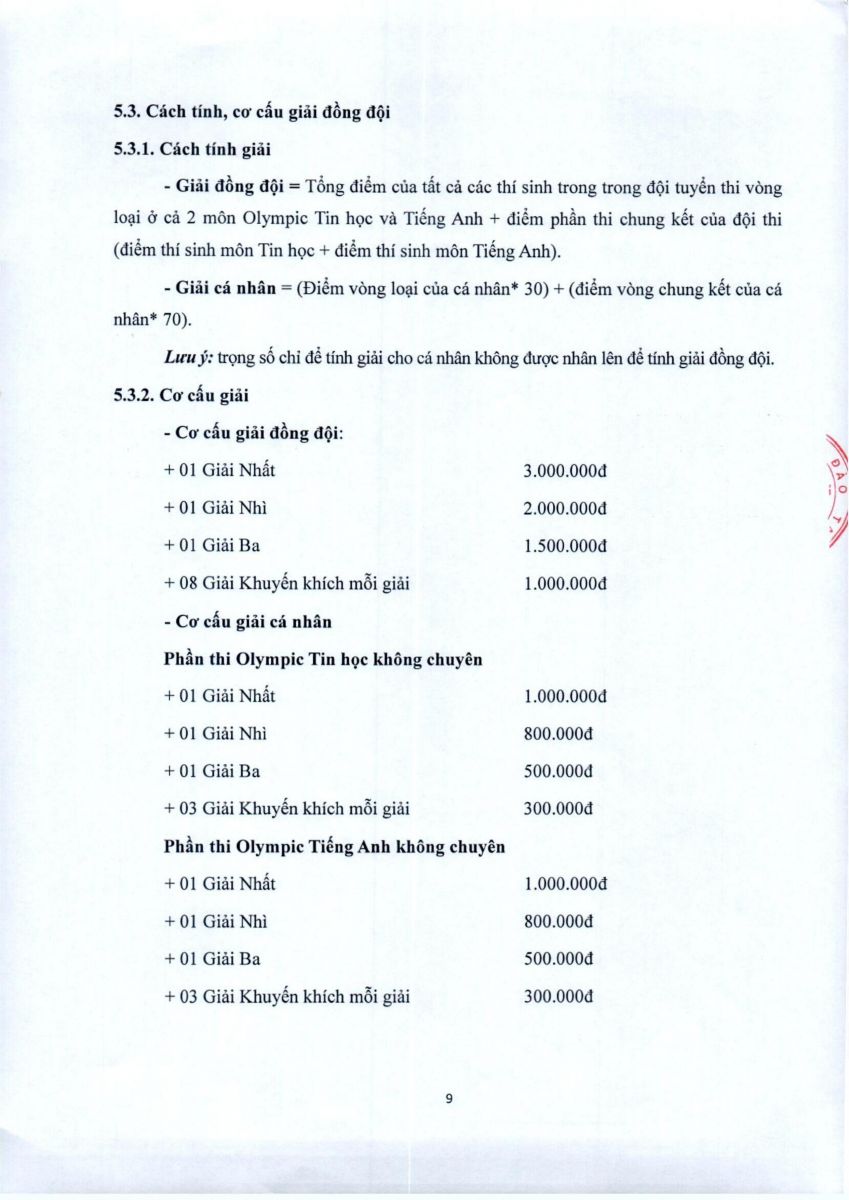 5.3. Cách tính, cơ cấu giải đồng đội
5.3.1. Cách tính giải
- Giải đồng đội = Tổng điểm của tất cả các thí sinh trong trong đội tuyển thi vòng
loại ở cả 2 môn Olympic Tin học và Tiếng Anh + điểm phần thi chung kết của đội thi
(điểm thí sinh môn Tin học + điểm thí sinh môn Tiếng Anh).
- Giải cá nhân = (Điểm vòng loại của cá nhân* 30) + (điểm vòng chung kết của cá
nhân* 70).
Lưu ý: trọng số chỉ để tính giải cho cá nhân không được nhân lên để tính giải đồng đội.
5.3.2. Cơ cấu giải
- Cơ cấu giải đồng đội:
+ 01 Giải Nhất 3.000.000đ
+ 01 Giải Nhì 2.000.000đ
+ 01 Giải Ba 1.500.000đ
+ 08 Giải Khuyến khích mỗi giải 1.000.000đ
- Cơ cấu giải cá nhân
Phần thi Olympic Tin học không chuyên
+ 01 Giải Nhất 1.000.000đ
+ 01 Giải Nhì 800.000đ
+ 01 Giải Ba 500.000đ
+ 03 Giải Khuyến khích mỗi giải 300.000đ
Phần thi Olympic Tiếng Anh không chuyên
+ 01 Giải Nhất 1.000.000đ
+ 01 Giải Nhì 800.000đ
+ 01 Giải Ba 500.000đ
+ 03 Giải Khuyến khích mỗi giải 300.000đ
ĐÀO
9